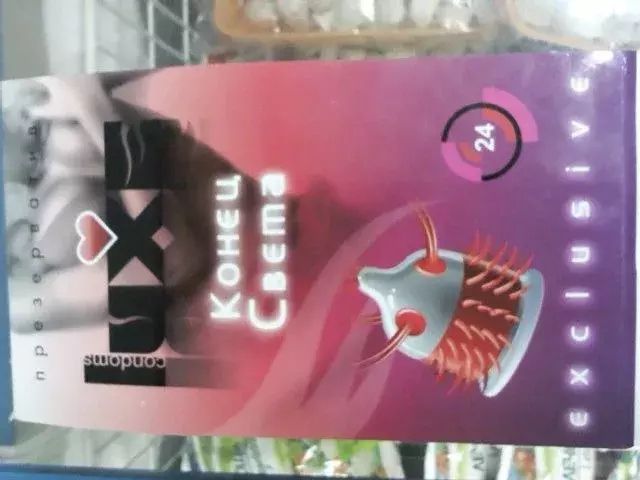 презерватив
LUXE
condoms
Конец
Света
24
exclusive